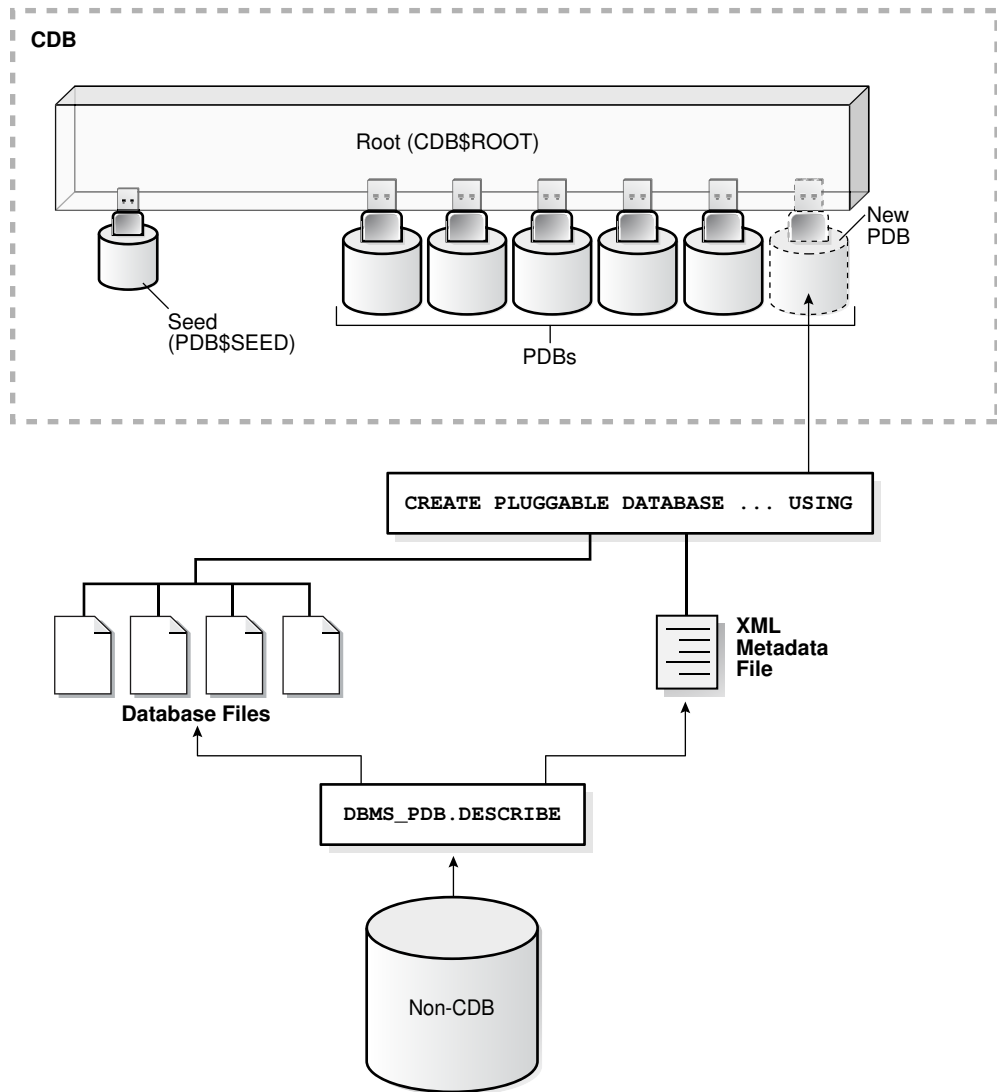 CDB
Root (CDB$ROOT)
New
PDB
Seed
(PDB$SEED)
PDBs
CREATE PLUGGABLE DATABASE ... USING
XML
Metadata
File
Database Files
DBMS_PDB.DESCRIBE
Non-CDB